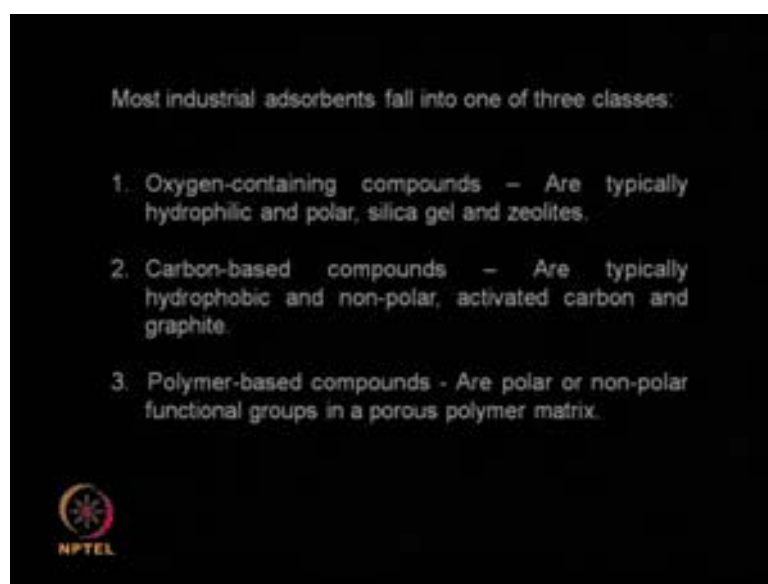 Most industrial adsorbents fall into one of three classes:
1. Oxygen-containing compounds – Are typically
hydrophilic and polar, silica gel and zeolites.
2. Carbon-based compounds – Are typically
hydrophobic and non-polar, activated carbon and
graphite.
3. Polymer-based compounds - Are polar or non-polar
functional groups in a porous polymer matrix.
NPTEL